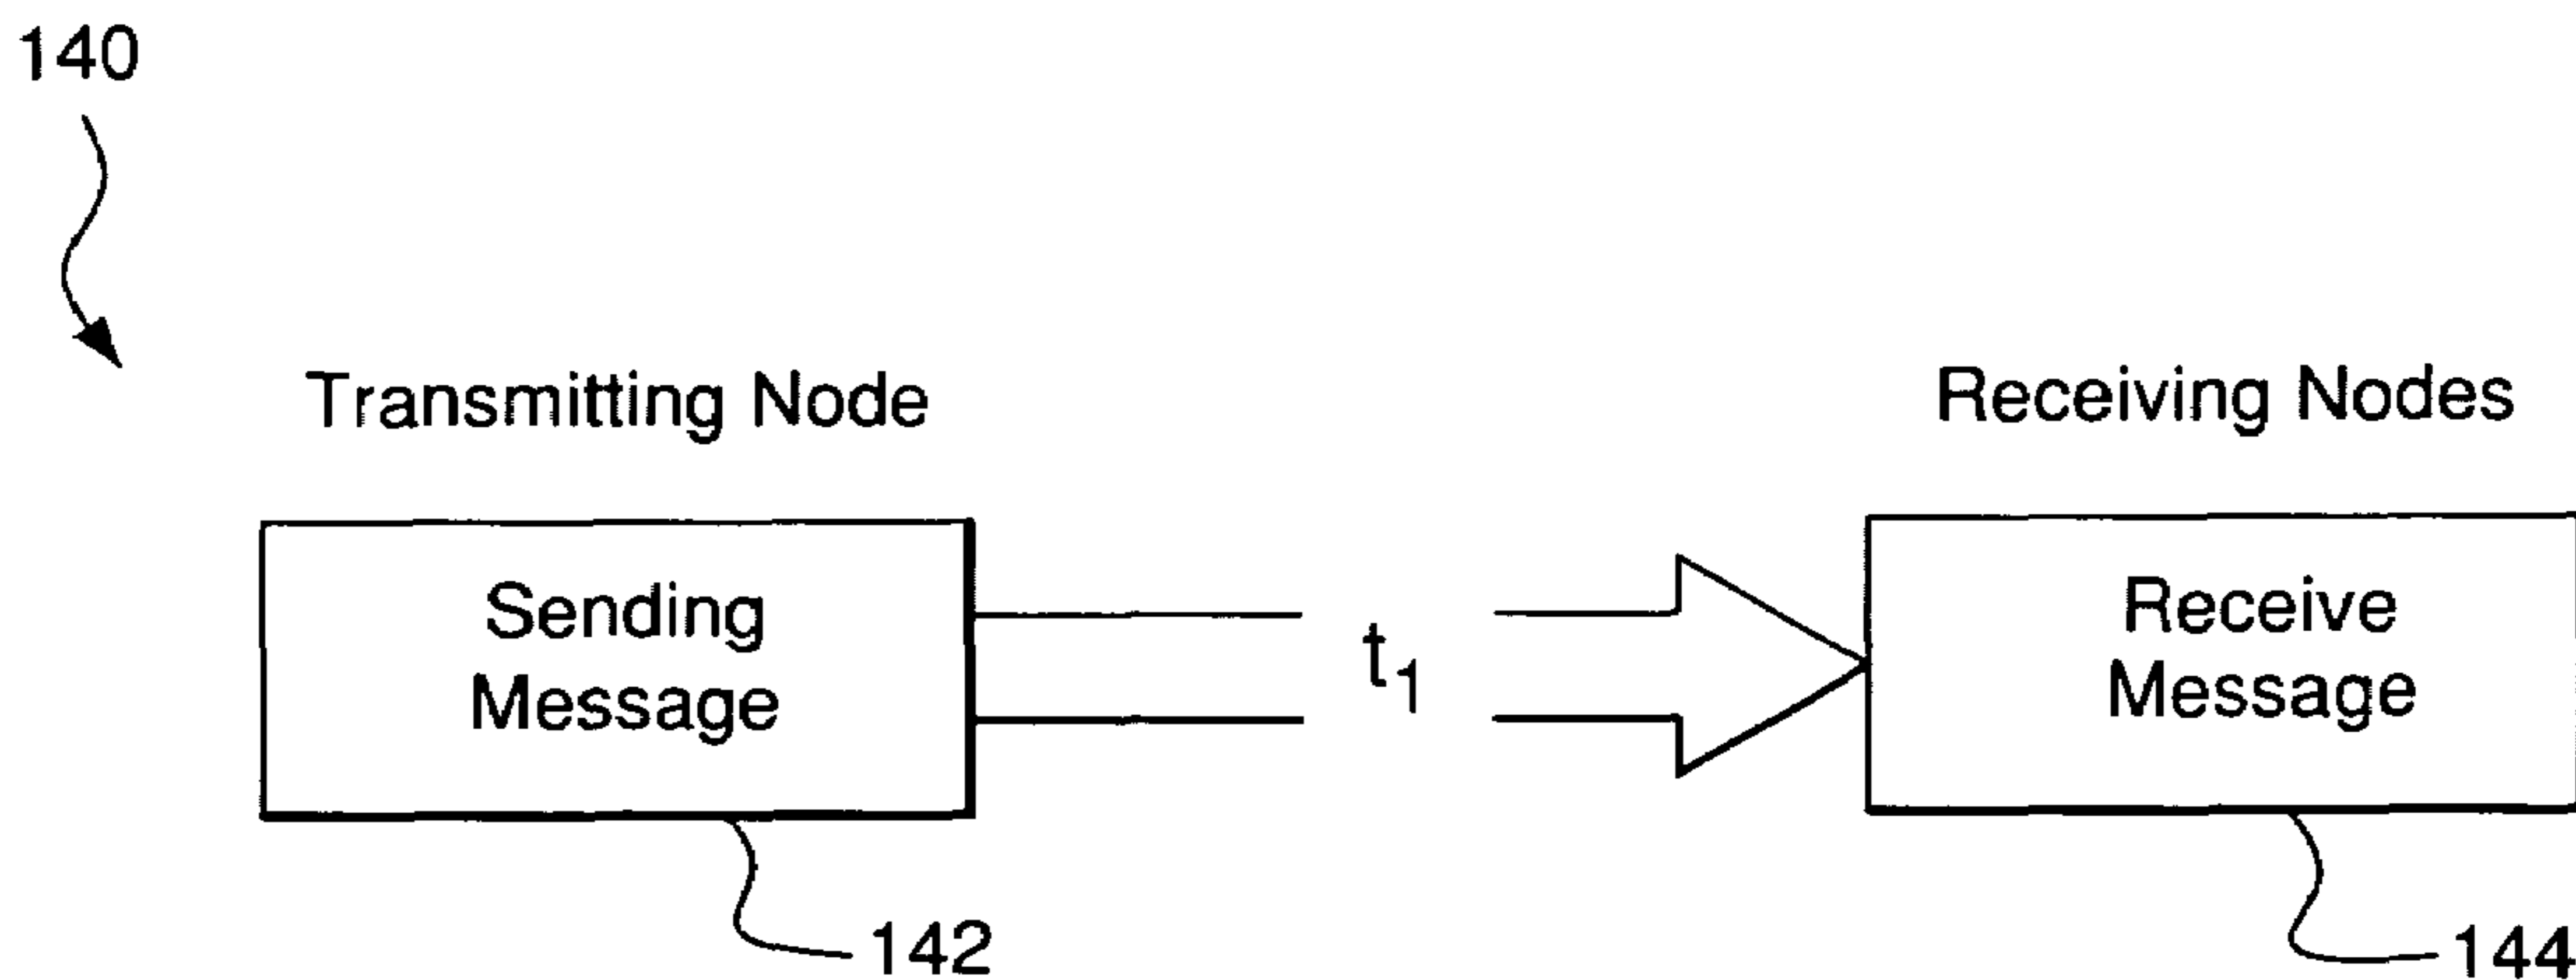 140
Transmitting Node
Receiving Nodes
Sending
Message
t₁
Receive
Message
142
144